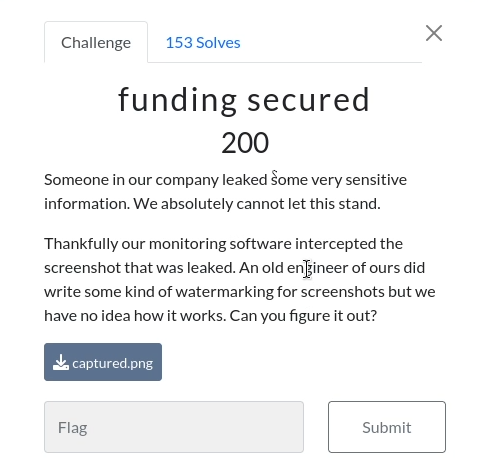 Challenge
153 Solves
funding secured
200
Someone in our company leaked some very sensitive
information. We absolutely cannot let this stand.
Thankfully our monitoring software intercepted the
screenshot that was leaked. An old engineer of ours did
write some kind of watermarking for screenshots but we
have no idea how it works. Can you figure it out?
captured.png
Flag
Submit